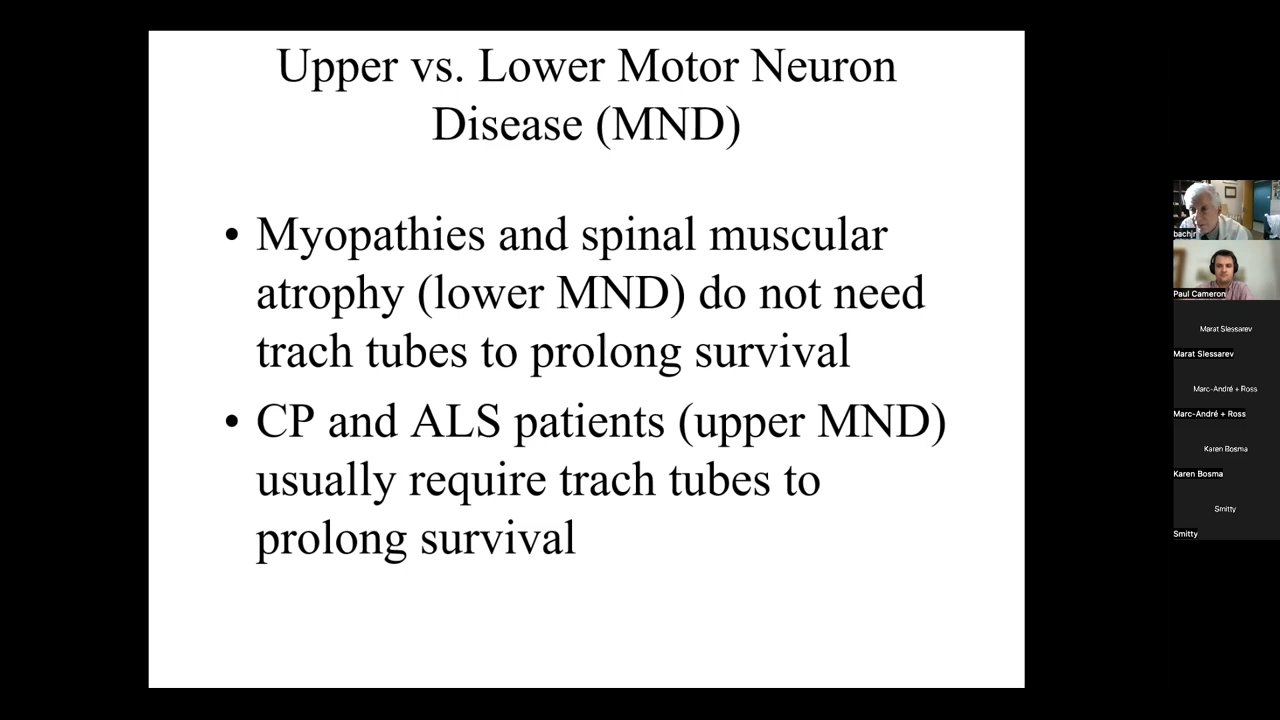 Upper vs. Lower Motor Neuron
Disease (MND)
• Myopathies and spinal muscular
atrophy (lower MND) do not need
trach tubes to prolong survival
• CP and ALS patients (upper MND)
usually require trach tubes to
prolong survival
bachjr
Paul Cameron
Marat Slessarev
Marat Slessarev
Marc-André + Ross
Marc-André + Ross
Karen Bosma
Karen Bosma
Smitty
Smitty